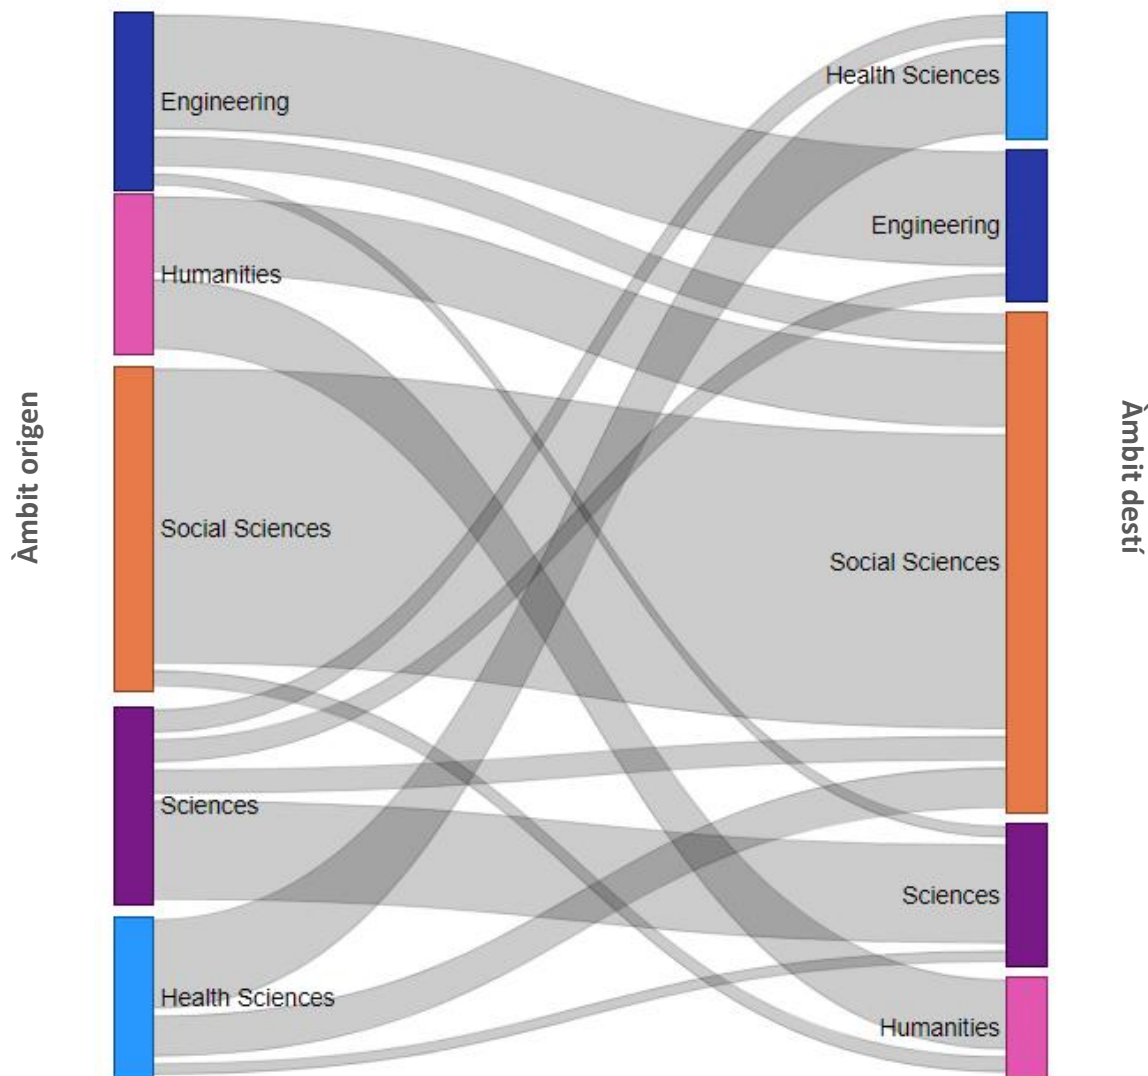 Àmbit origen
Engineering
Humanities
Social Sciences
Sciences
Health Sciences
Health Sciences
Engineering
Social Sciences
Sciences
Humanities
Àmbit destí